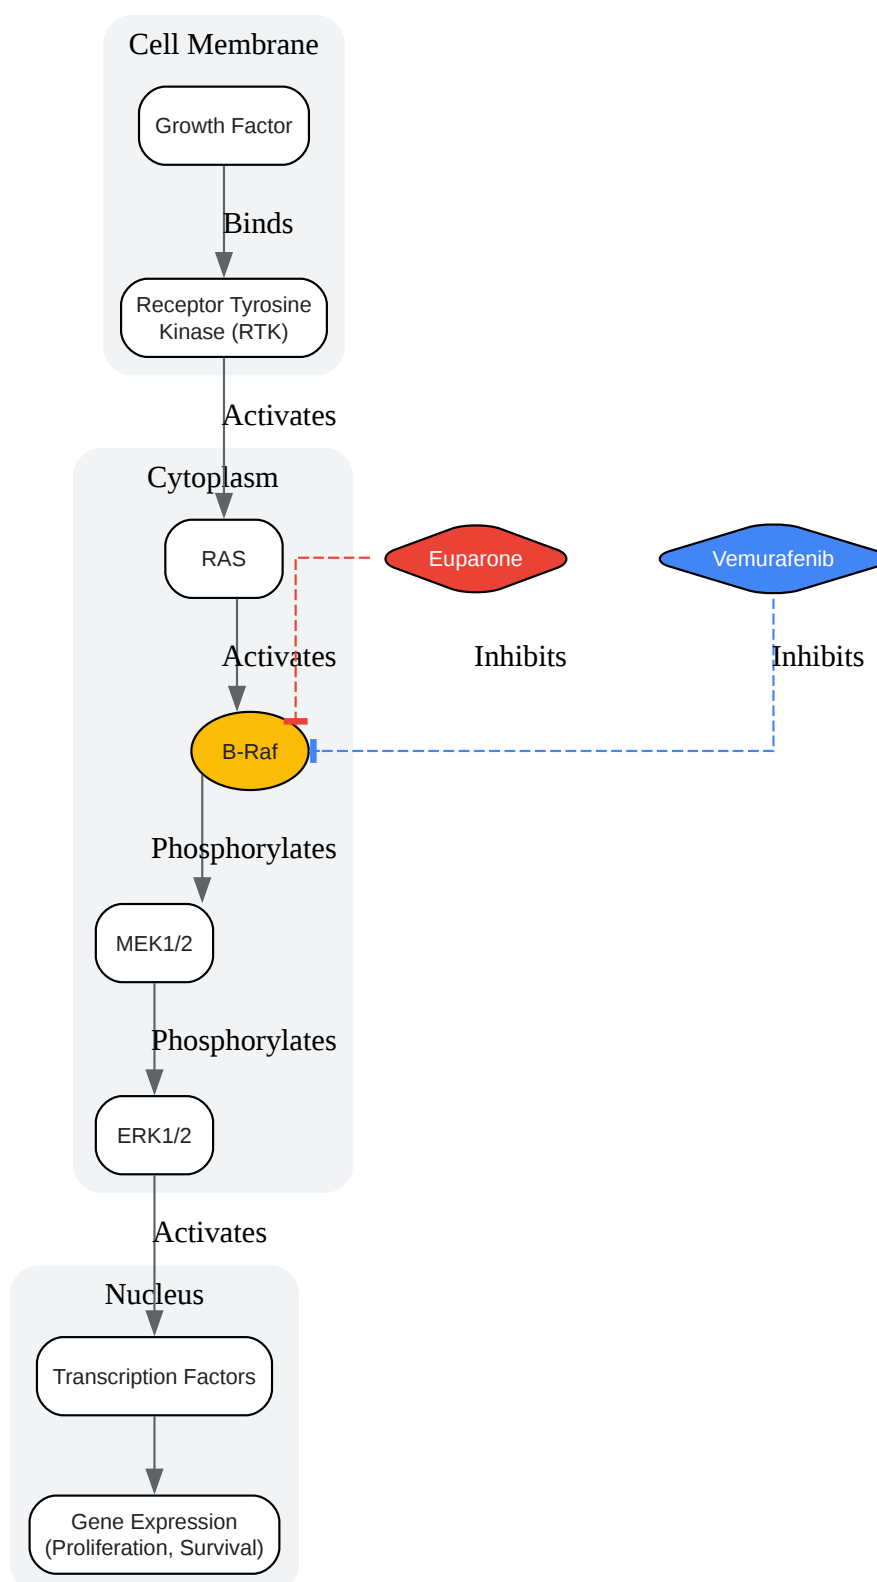 Cell Membrane
Growth Factor
Binds
Receptor Tyrosine
Kinase (RTK)
Activates
Cytoplasm
RAS
Euparone
Vemurafenib
Activates
Inhibits
Inhibits
B-Raf
Phosphorylates
MEK1/2
Phosphorylates
ERK1/2
Activates
Nucleus
Transcription Factors
Gene Expression
(Proliferation, Survival)